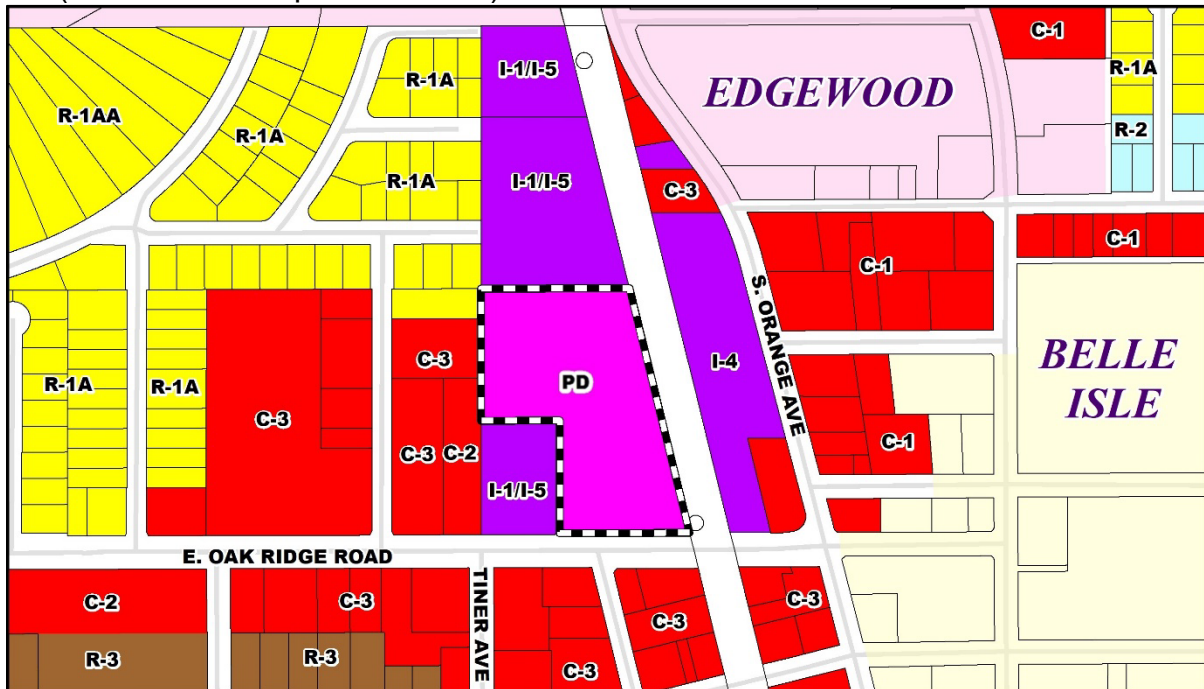 C-1
I-1/I-5
R-1A
EDGEWOOD
R-1A
R-1AA
R-1A
R-2
I-1/I-5
R-1A
C-3
C-1
C-1
S. ORANGE AVE
BELLE
ISLE
C-3
I-4
PD
R-1A
R-1A
C-3
C-3
C-2
C-1
I-1/I-5
E. OAK RIDGE ROAD
TINER AVE
C-2
C-3
C-3
C-3
R-3
R-3
C-3